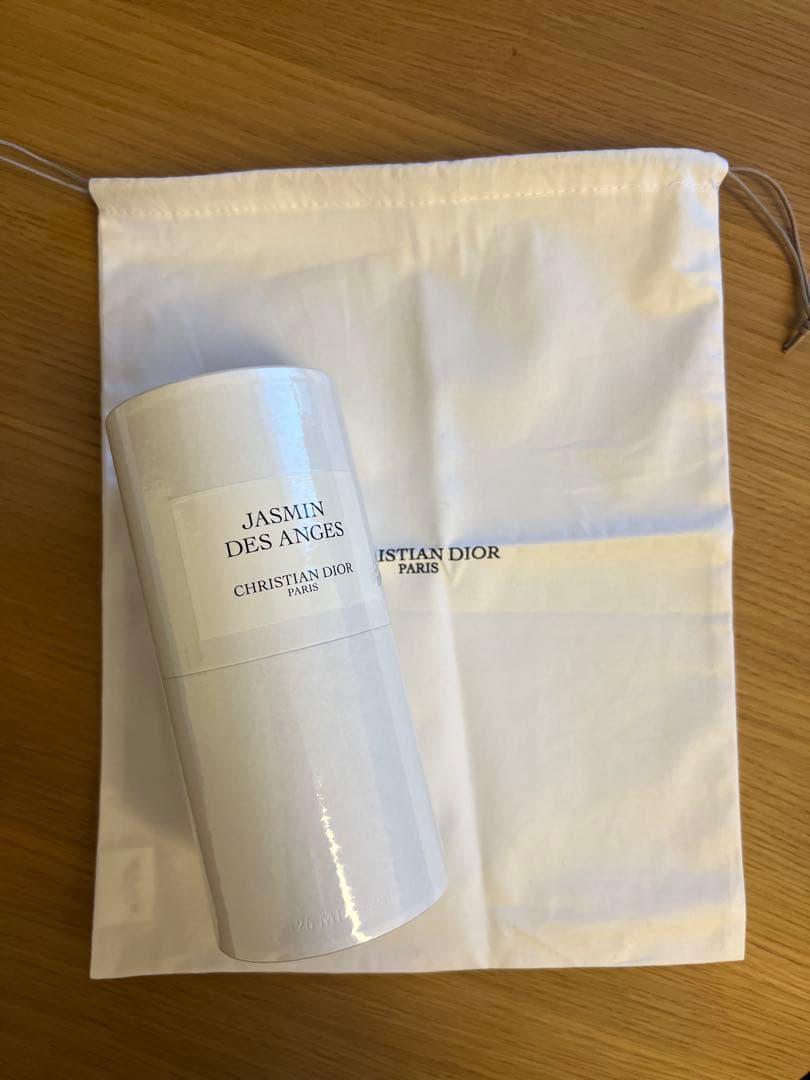 JASMIN
DES ANGES
CHRISTIAN DIOR
PARIS
ISTIAN DIOR
PARIS